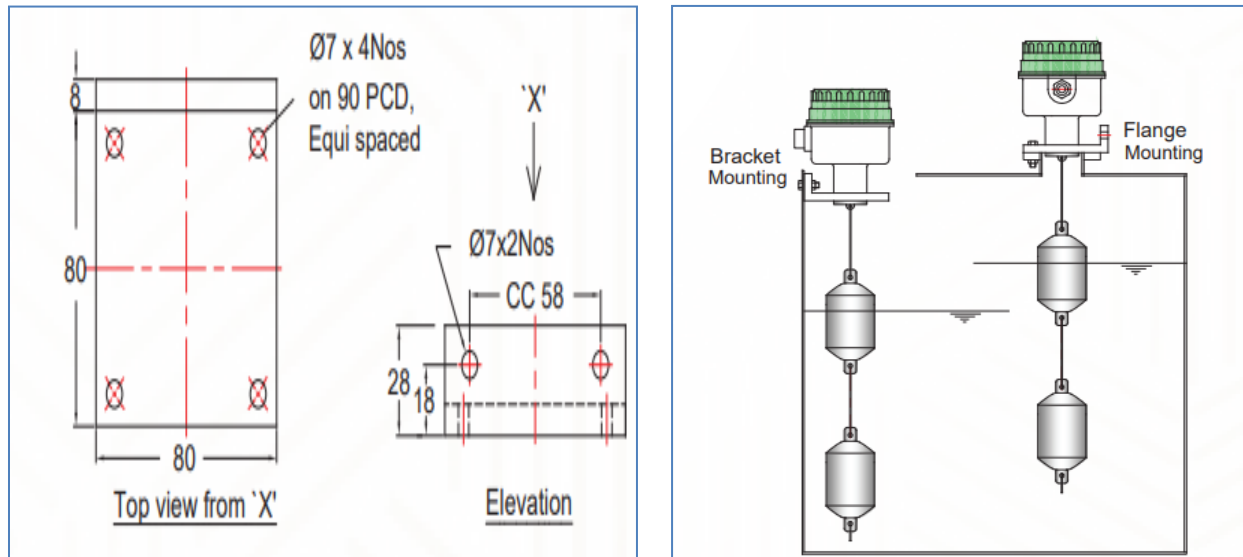 Ø7 x 4Nos
on 90 PCD,
Equi spaced
8
80
80
Top view from `X'
`X'
Ø7x2Nos
CC 58
28
18
Elevation
Bracket
Mounting
Flange
Mounting